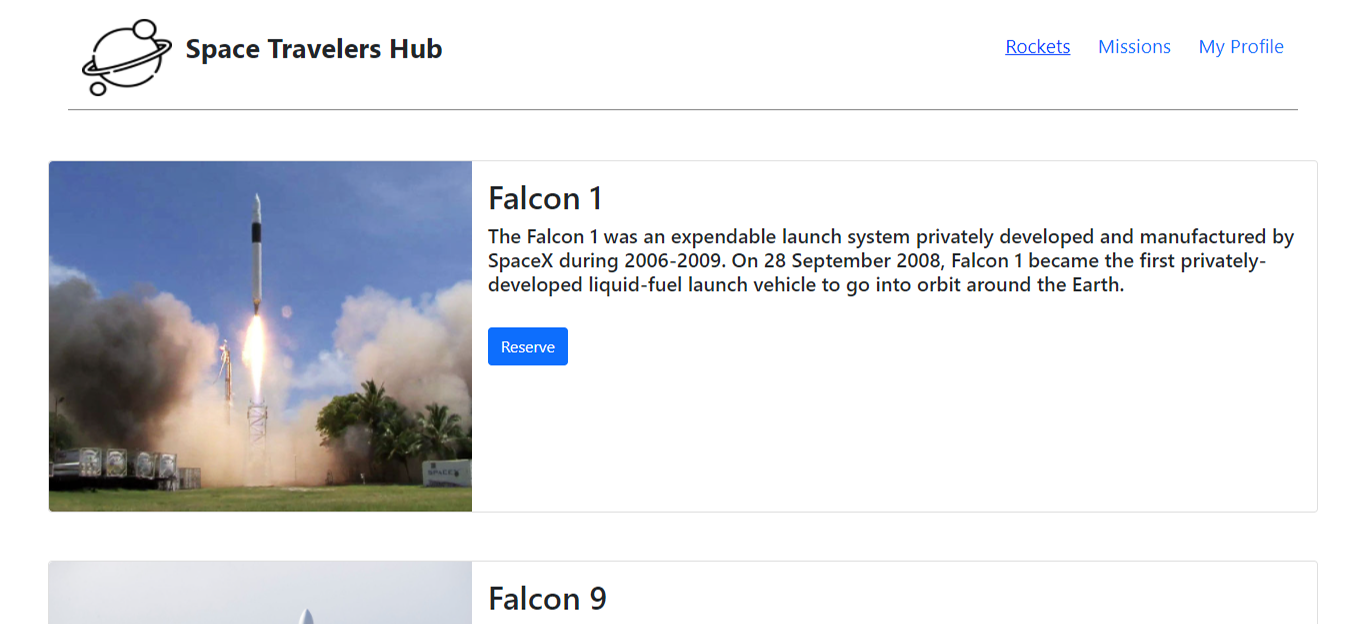 Space Travelers Hub
Rockets Missions My Profile
Falcon 1
The Falcon 1 was an expendable launch system privately developed and manufactured by
SpaceX during 2006-2009. On 28 September 2008, Falcon 1 became the first privately-
developed liquid-fuel launch vehicle to go into orbit around the Earth.
Reserve
Falcon 9